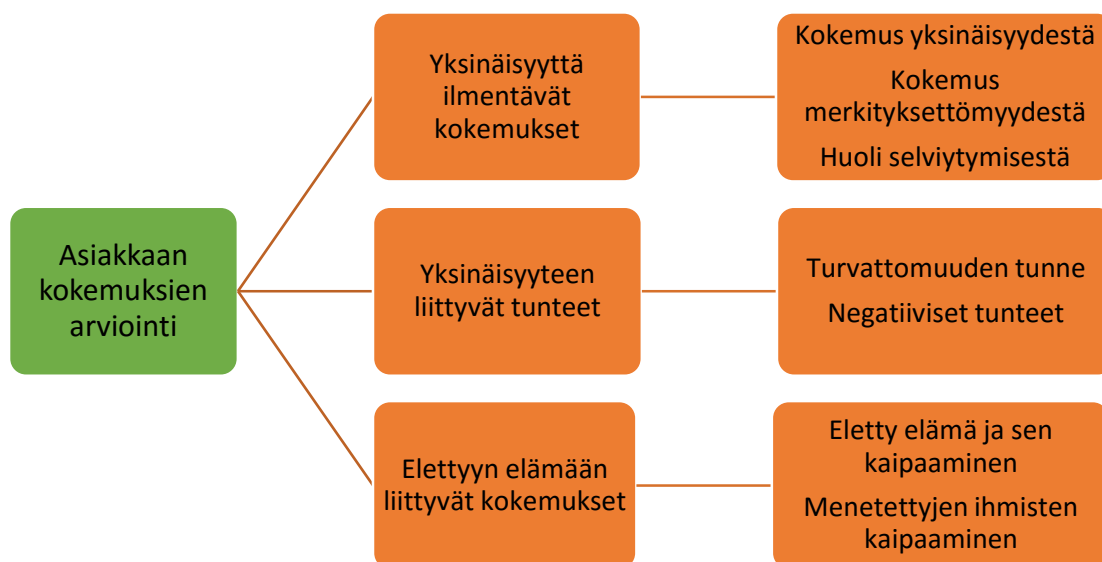 Asiakkaan
kokemuksien
arviointi
Yksinäisyyttä
ilmentävät
kokemukset
Kokemus yksinäisyydestä
Kokemus
merkityksettömyydestä
Huoli selviytymisestä
Yksinäisyyteen
liittyvät tunteet
Turvattomuuden tunne
Negatiiviset tunteet
Elettyyn elämään
liittyvät kokemukset
Eletty elämä ja sen
kaipaaminen
Menetettyjen ihmisten
kaipaaminen